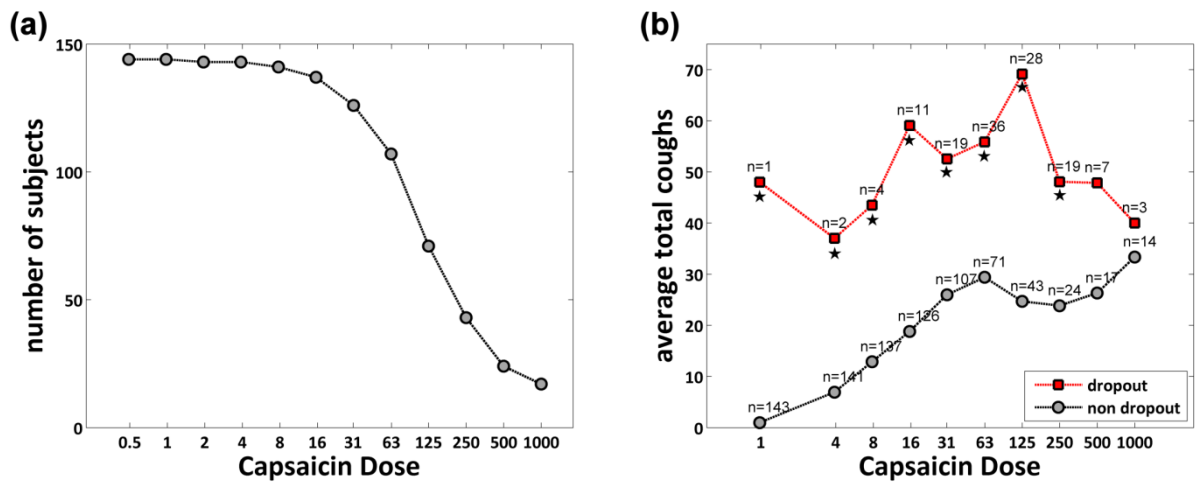 (a)
150
100
50
0
number of subjects
0.5 1 2 4 8 16 31 63 125 250 500 1000
Capsaicin Dose
(b)
70
60
50
40
30
20
10
0
average total coughs
n=1
n=2
n=4
n=11
n=19
n=36
n=28
n=19
n=7
n=3
n=143
n=141
n=137
n=126
n=107
n=71
n=43
n=24
n=17
n=14
dropout
non dropout
1 4 8 16 31 63 125 250 500 1000
Capsaicin Dose